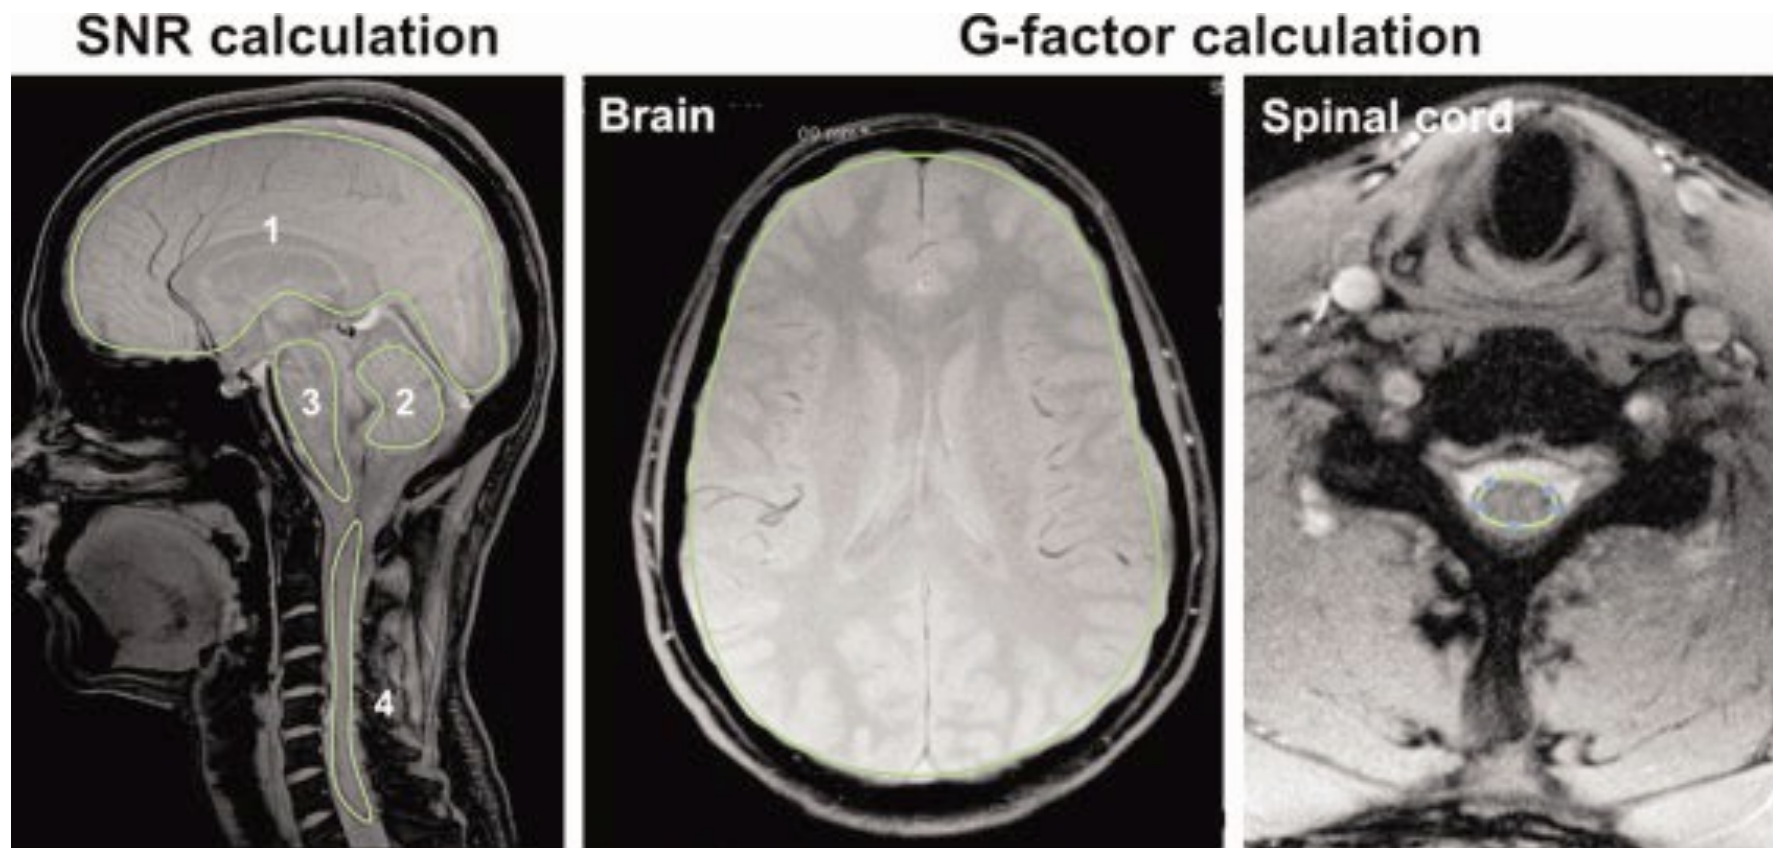 SNR calculation
G-factor calculation
Brain
Spinal cord
1
3
2
4